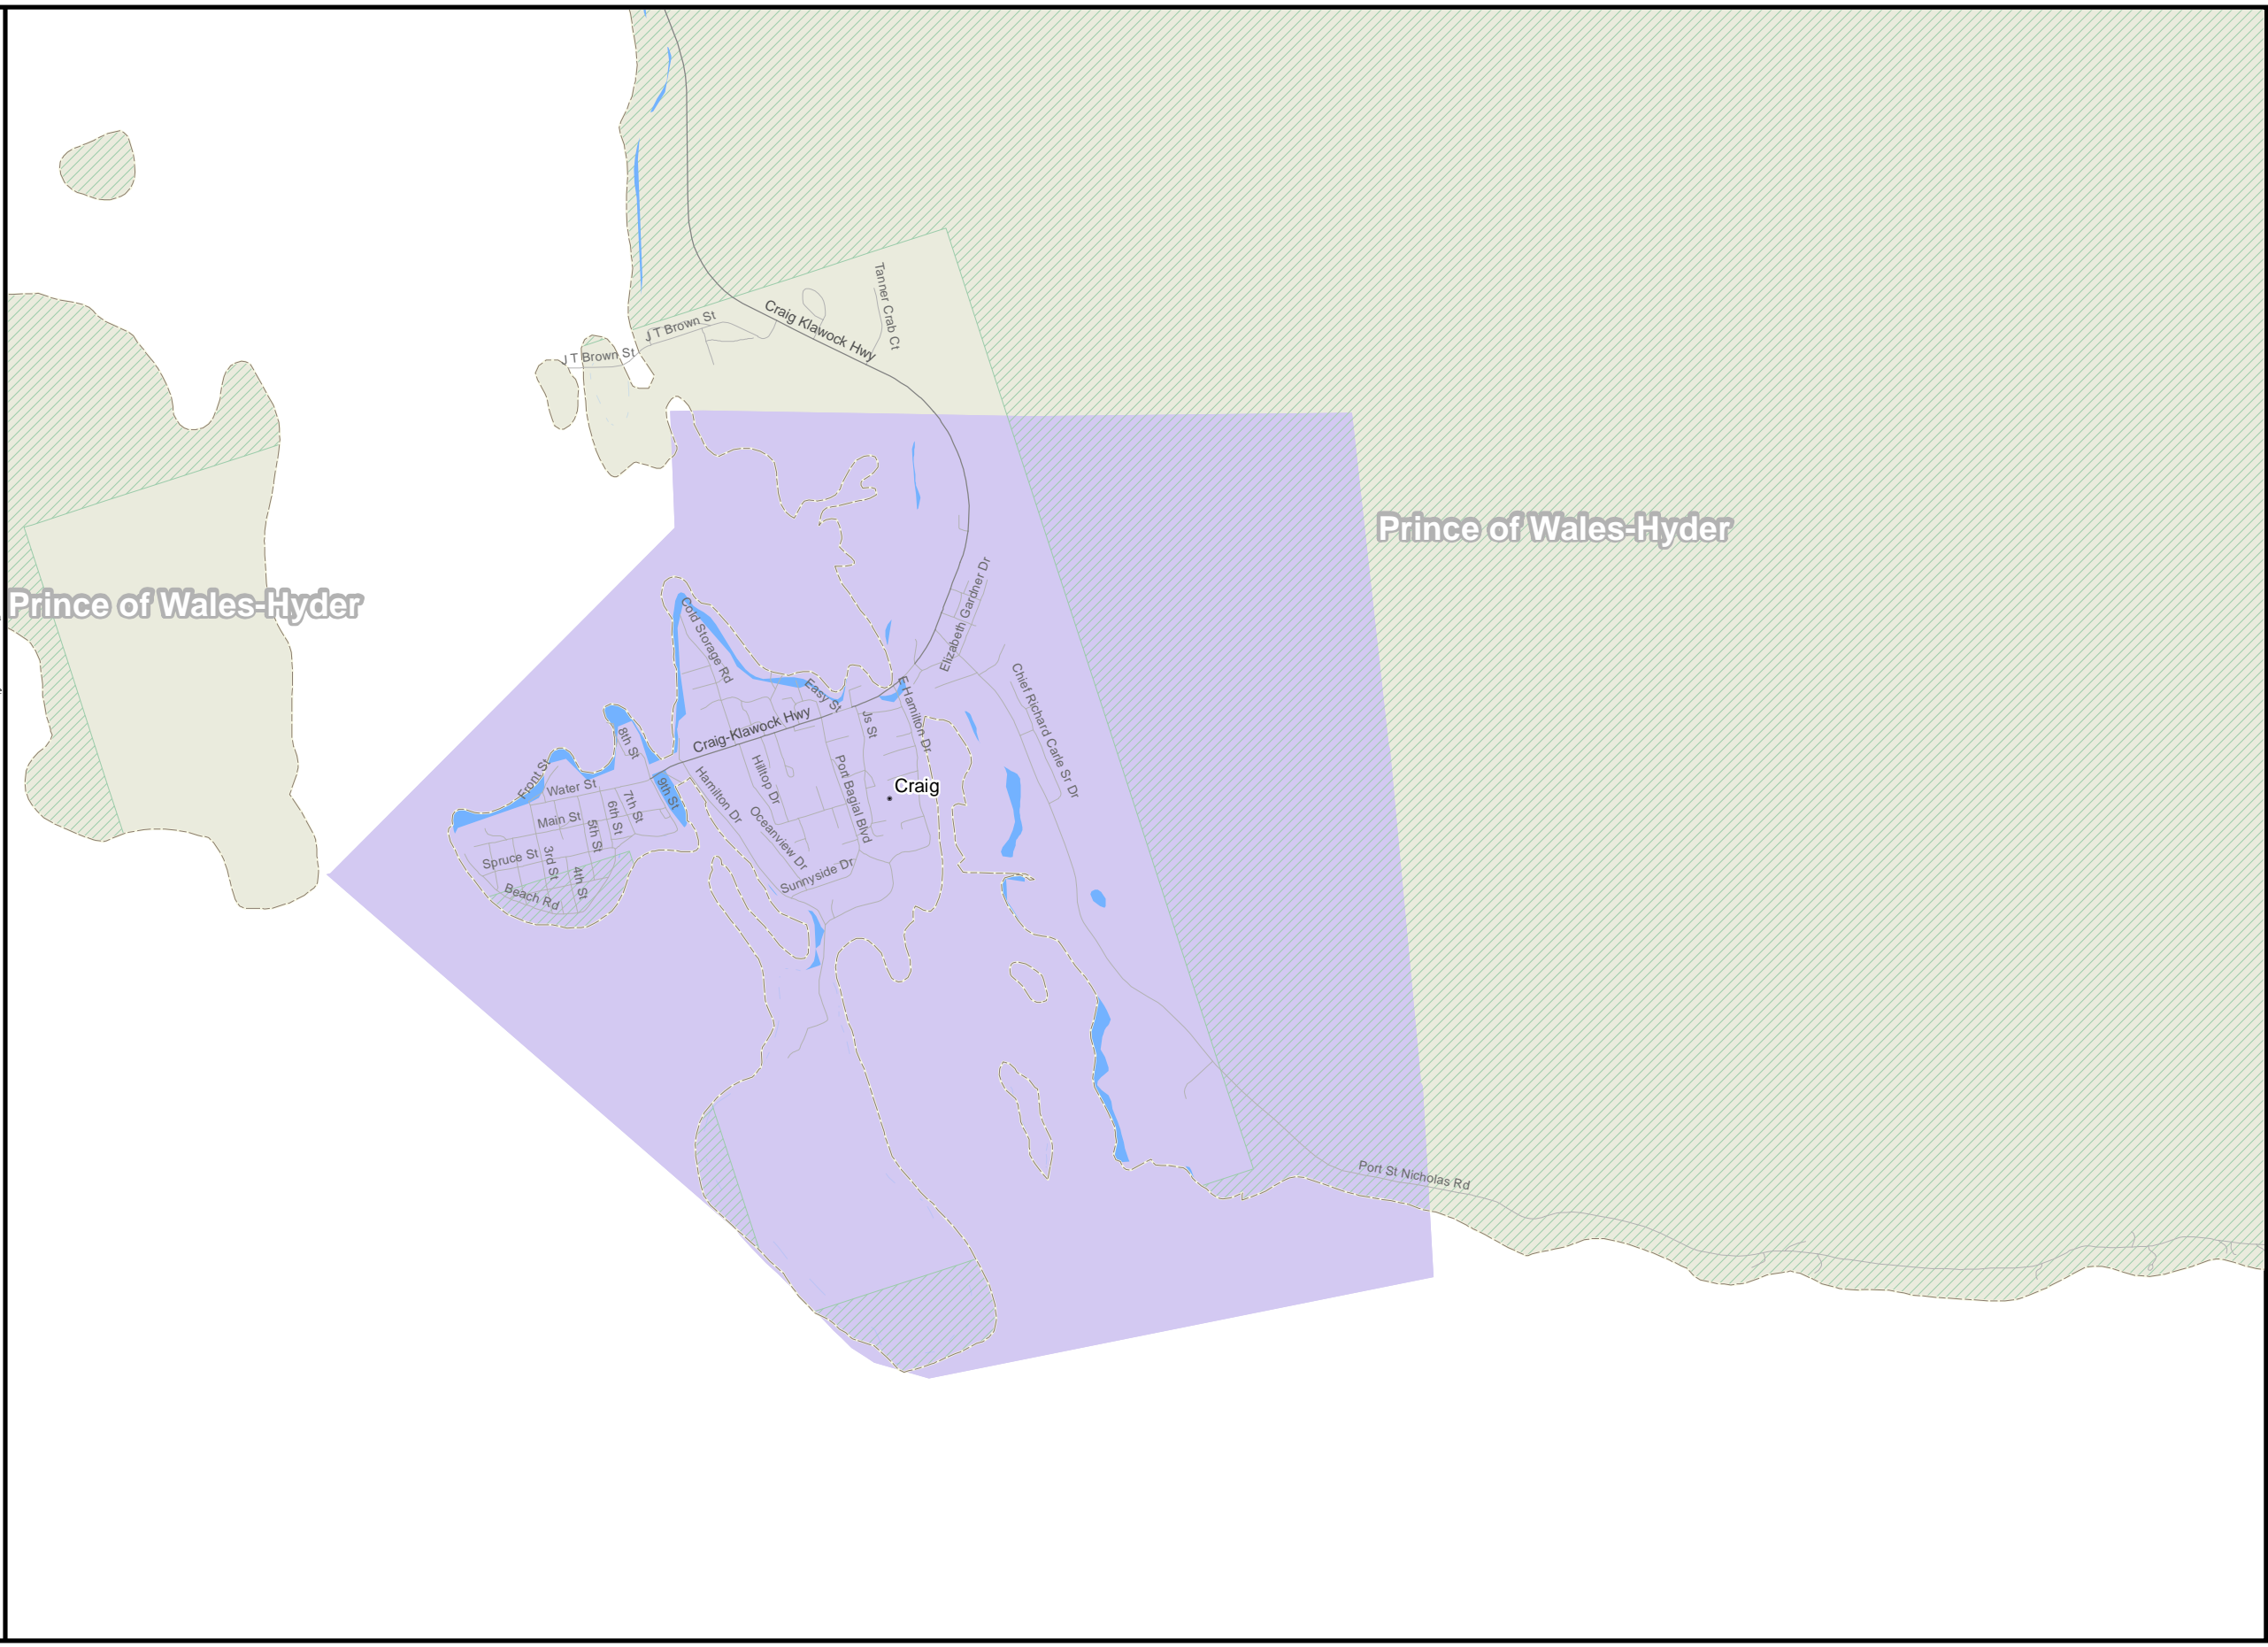 Tanner Crab Ct
Craig Klawock Hwy
J T Brown St
J T Brown St
Prince of Wales-Hyder
Prince of Wales-Hyder
Elizabeth Gardner Dr
Cold Storage Rd
Chief Richard Carle Sr Dr
Easy St
E Hamilton Dr
Js St
Craig-Klawock Hwy
8th St
Front St
Hilltop Dr
Port Bagial Blvd
Craig
Water St
9th St
Hamilton Dr
7th St
6th St
Main St
5th St
Oceanview Dr
Spruce St
3rd St
4th St
Sunnyside Dr
Beach Rd
Port St Nicholas Rd